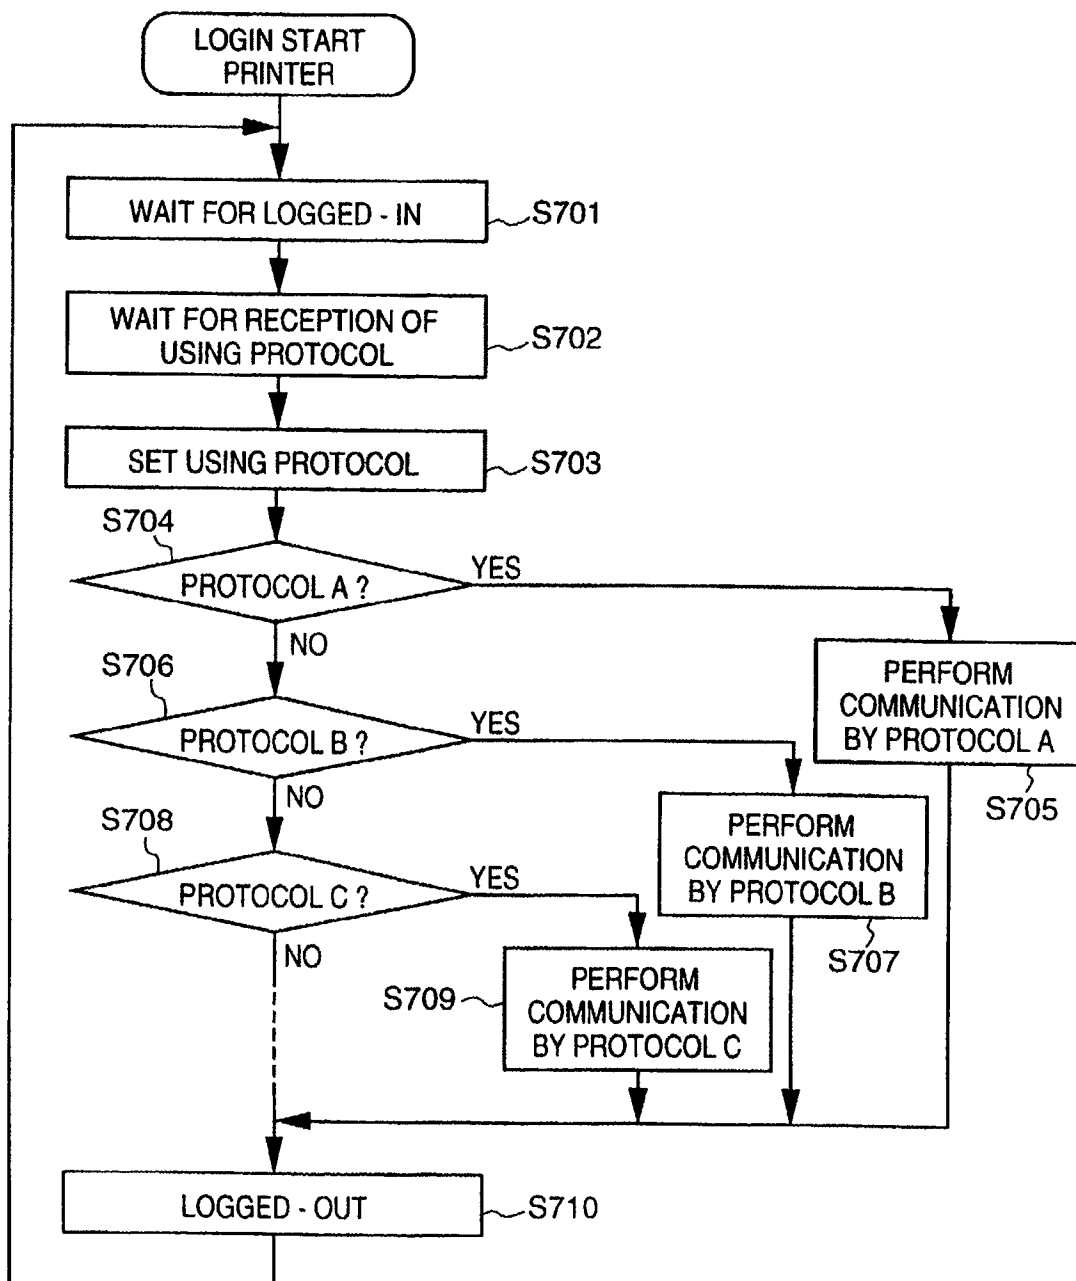 LOGIN START
PRINTER
WAIT FOR LOGGED - IN
S701
WAIT FOR RECEPTION OF
USING PROTOCOL
S702
SET USING PROTOCOL
S703
S704
PROTOCOL A ?
YES
NO
PERFORM
COMMUNICATION
BY PROTOCOL A
S705
S706
PROTOCOL B ?
YES
NO
PERFORM
COMMUNICATION
BY PROTOCOL B
S707
S708
PROTOCOL C ?
YES
NO
PERFORM
COMMUNICATION
BY PROTOCOL C
S709
LOGGED - OUT
S710